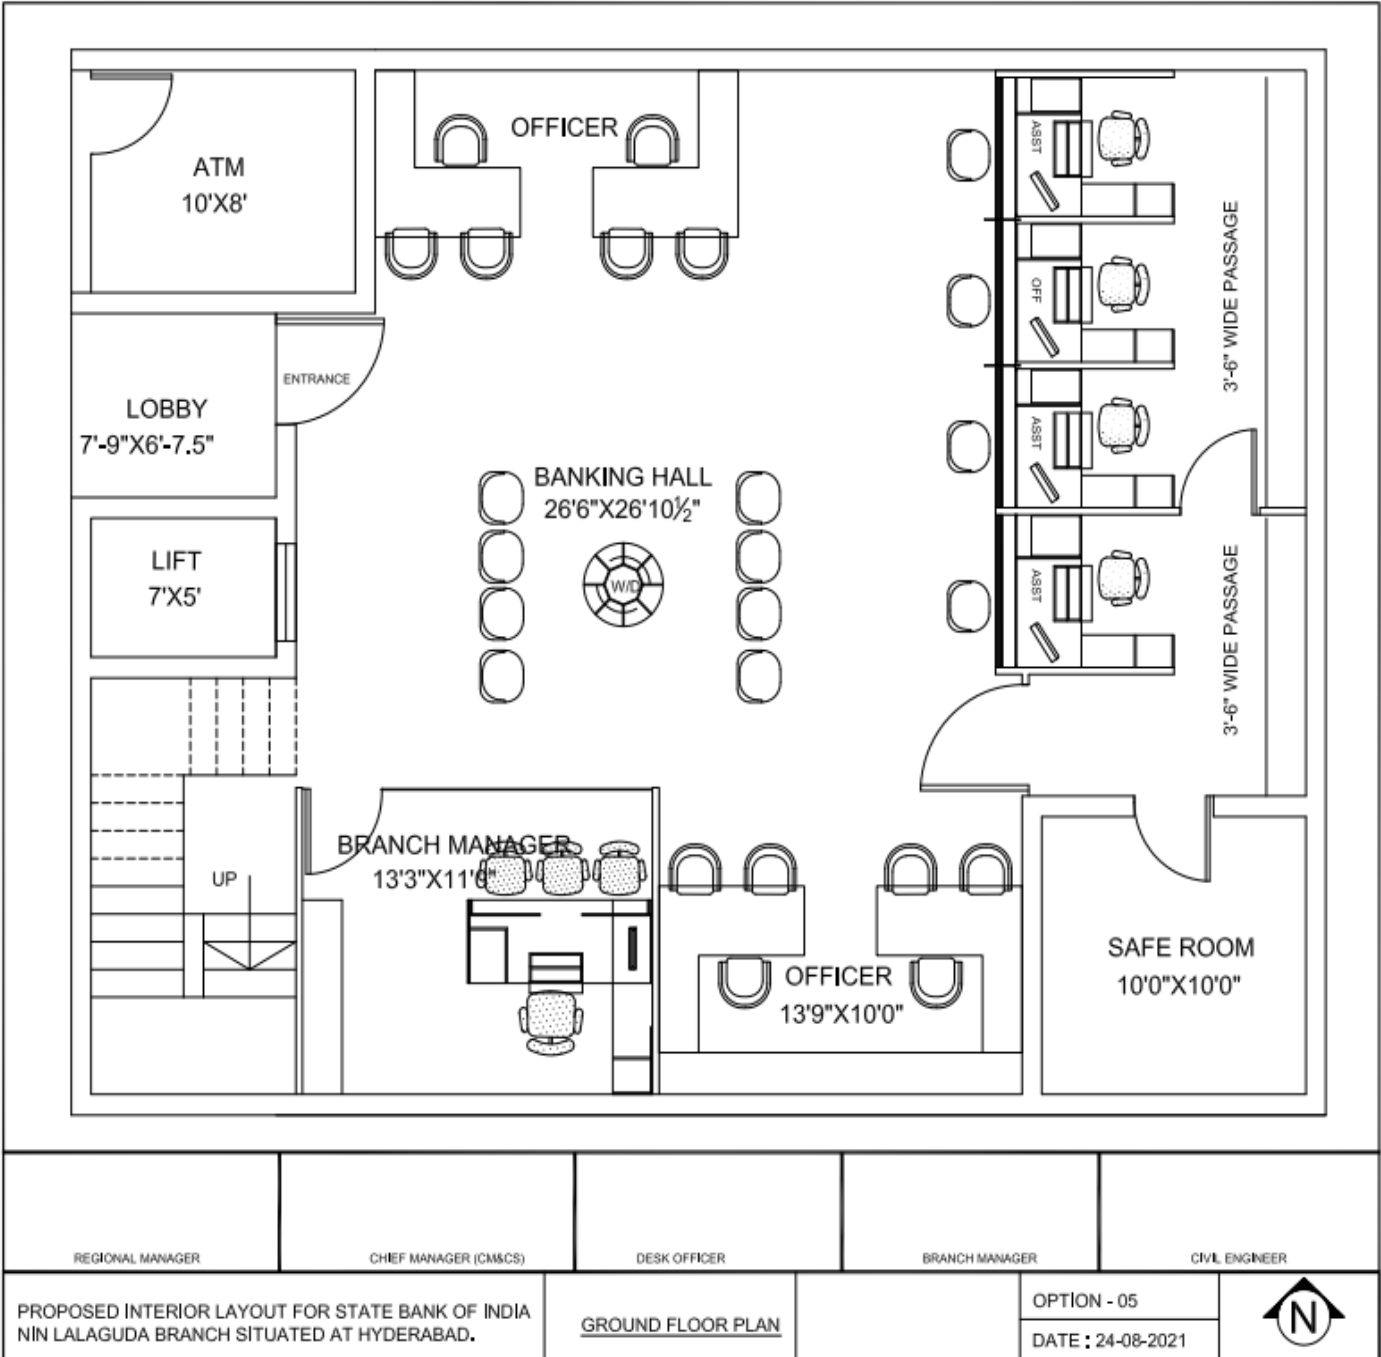 OFFICER
ATM
10'X8'
ASST
3'-6" WIDE PASSAGE
OFF
ENTRANCE
LOBBY
7'-9"X6'-7.5"
ASST
BANKING HALL
26'6"X26'10½"
LIFT
7'X5'
W/D
ASST
3'-6" WIDE PASSAGE
BRANCH MANAGER
13'3"X11'0"
UP
OFFICER
13'9"X10'0"
SAFE ROOM
10'0"X10'0"
REGIONAL MANAGER
CHIEF MANAGER (CM&CS)
DESK OFFICER
BRANCH MANAGER
CIVIL ENGINEER
PROPOSED INTERIOR LAYOUT FOR STATE BANK OF INDIA
NIN LALAGUDA BRANCH SITUATED AT HYDERABAD.
GROUND FLOOR PLAN
OPTION - 05
DATE : 24-08-2021
N